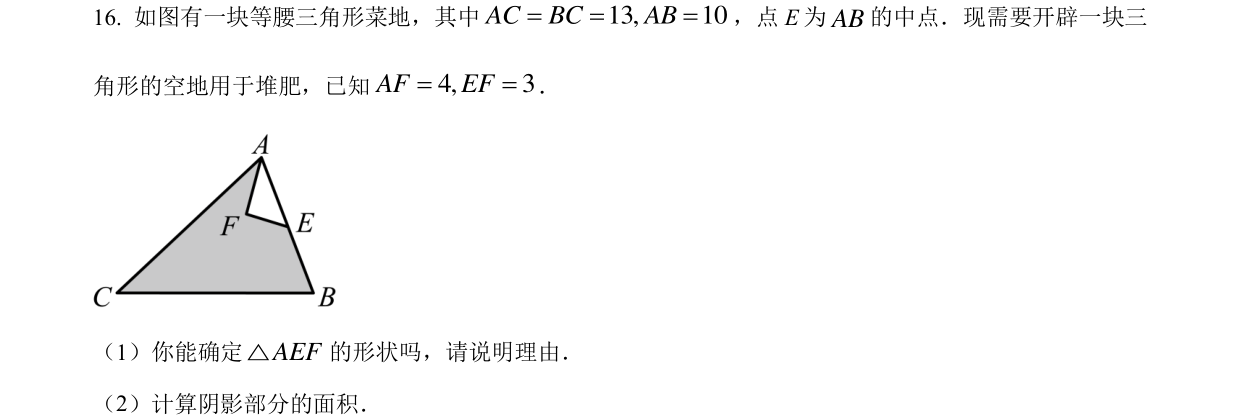 16. 如图有一块等腰三角形菜地，其中 AC = BC = 13, AB = 10，点 E 为 AB 的中点．现需要开辟一块三
角形的空地用于堆肥，已知 AF = 4, EF = 3．
A
F
E
C
B
（1）你能确定 △AEF 的形状吗，请说明理由．
（2）计算阴影部分的面积．